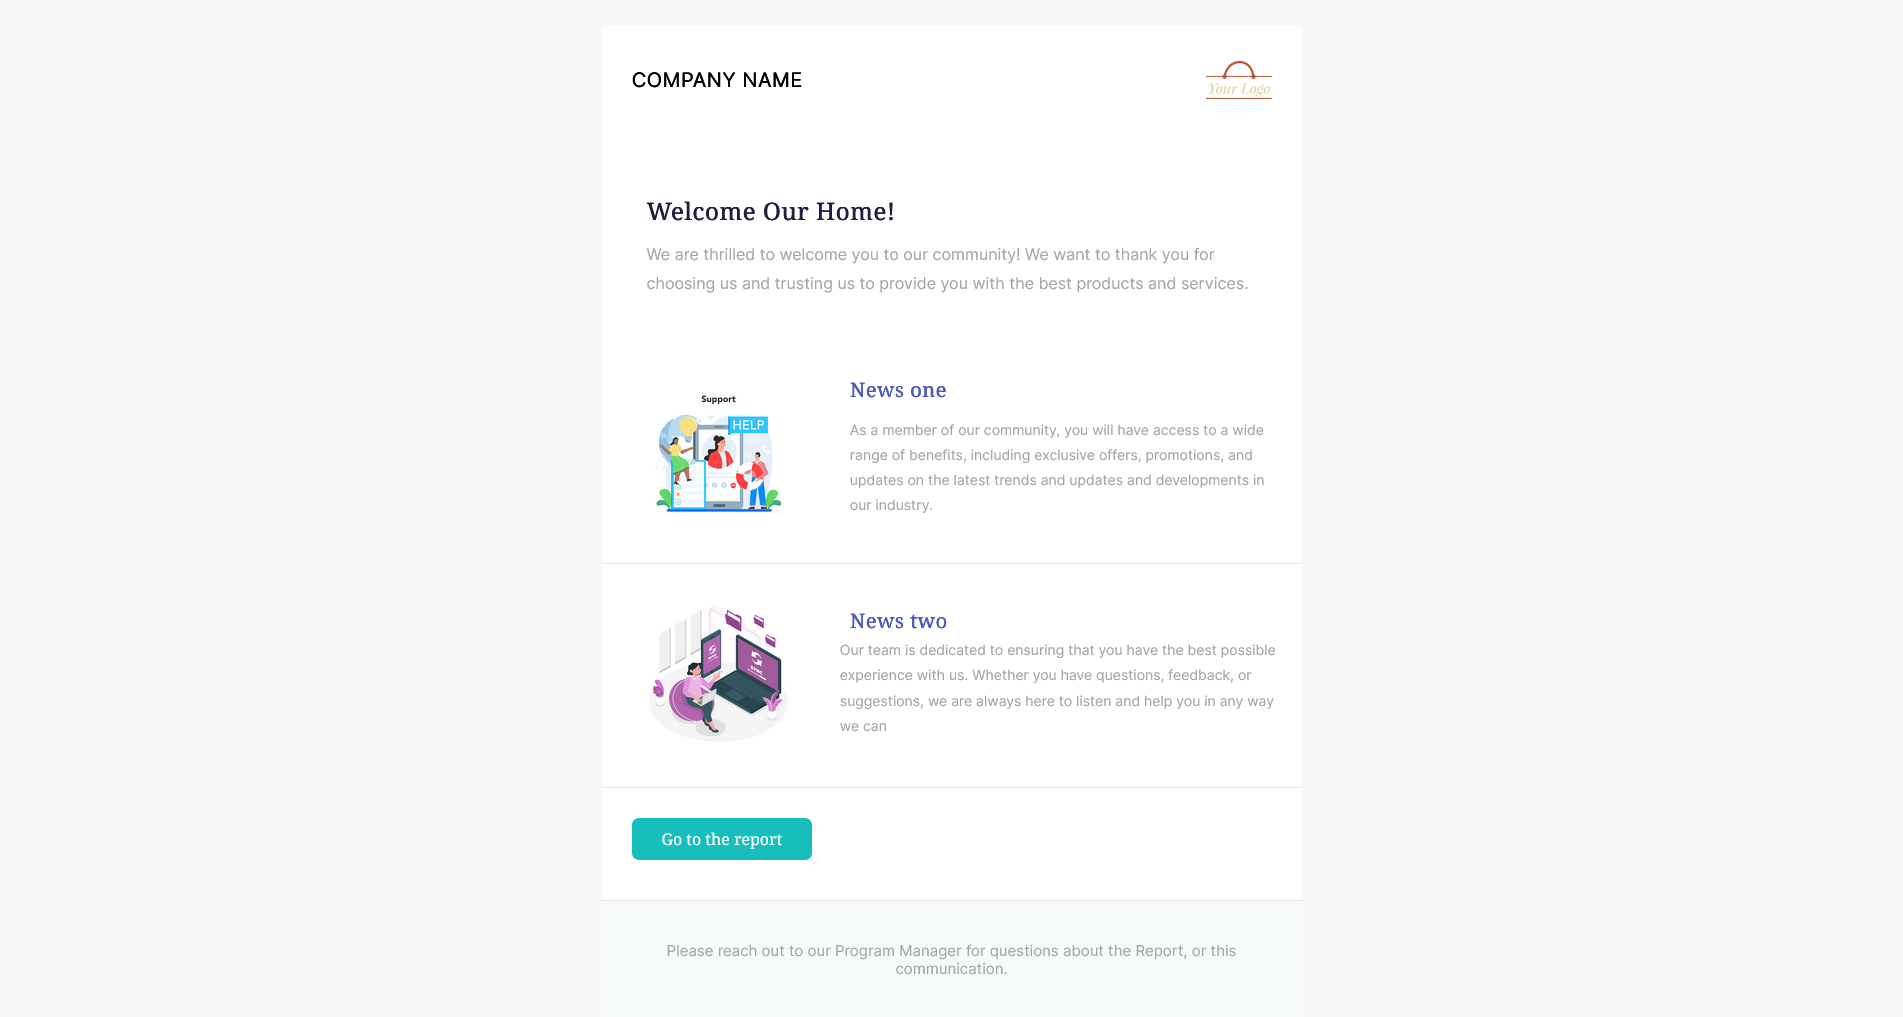 COMPANY NAME
Your Logo
Welcome Our Home!
We are thrilled to welcome you to our community! We want to thank you for
choosing us and trusting us to provide you with the best products and services.
Support
HELP
News one
As a member of our community, you will have access to a wide
range of benefits, including exclusive offers, promotions, and
updates on the latest trends and updates and developments in
our industry.
SYNC
News two
Our team is dedicated to ensuring that you have the best possible
experience with us. Whether you have questions, feedback, or
suggestions, we are always here to listen and help you in any way
we can
Go to the report
Please reach out to our Program Manager for questions about the Report, or this
communication.